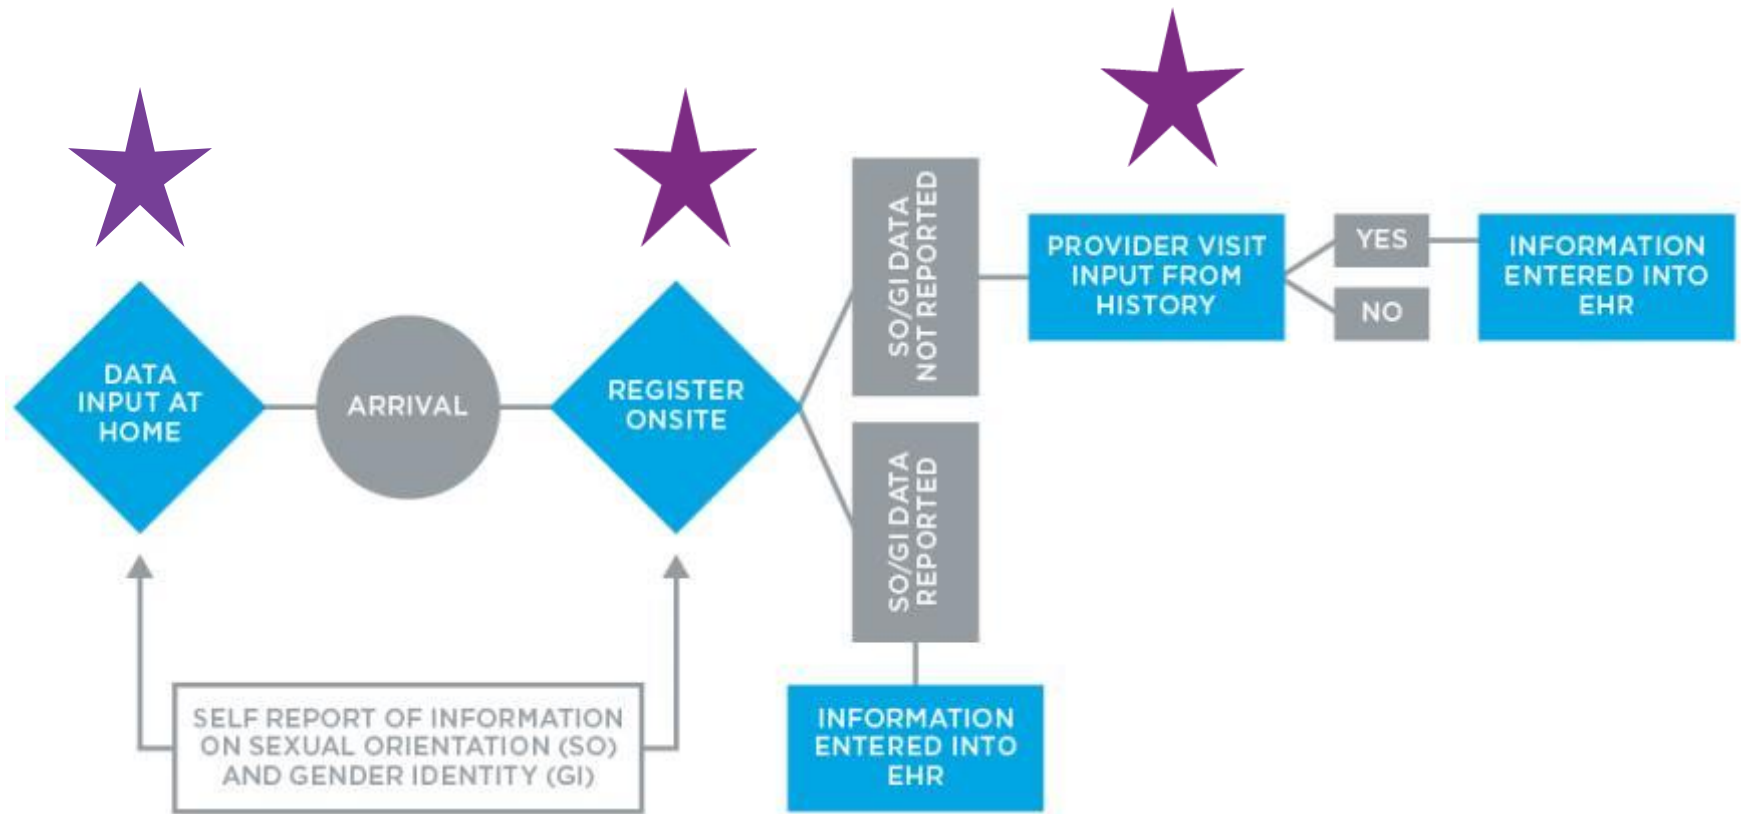 DATA
INPUT AT
HOME
ARRIVAL
REGISTER
ONSITE
SO/GI DATA
NOT REPORTED
SO/GI DATA
REPORTED
PROVIDER VISIT
INPUT FROM
HISTORY
YES
NO
INFORMATION
ENTERED INTO
EHR
INFORMATION
ENTERED INTO
EHR
SELF REPORT OF INFORMATION
ON SEXUAL ORIENTATION (SO)
AND GENDER IDENTITY (GI)